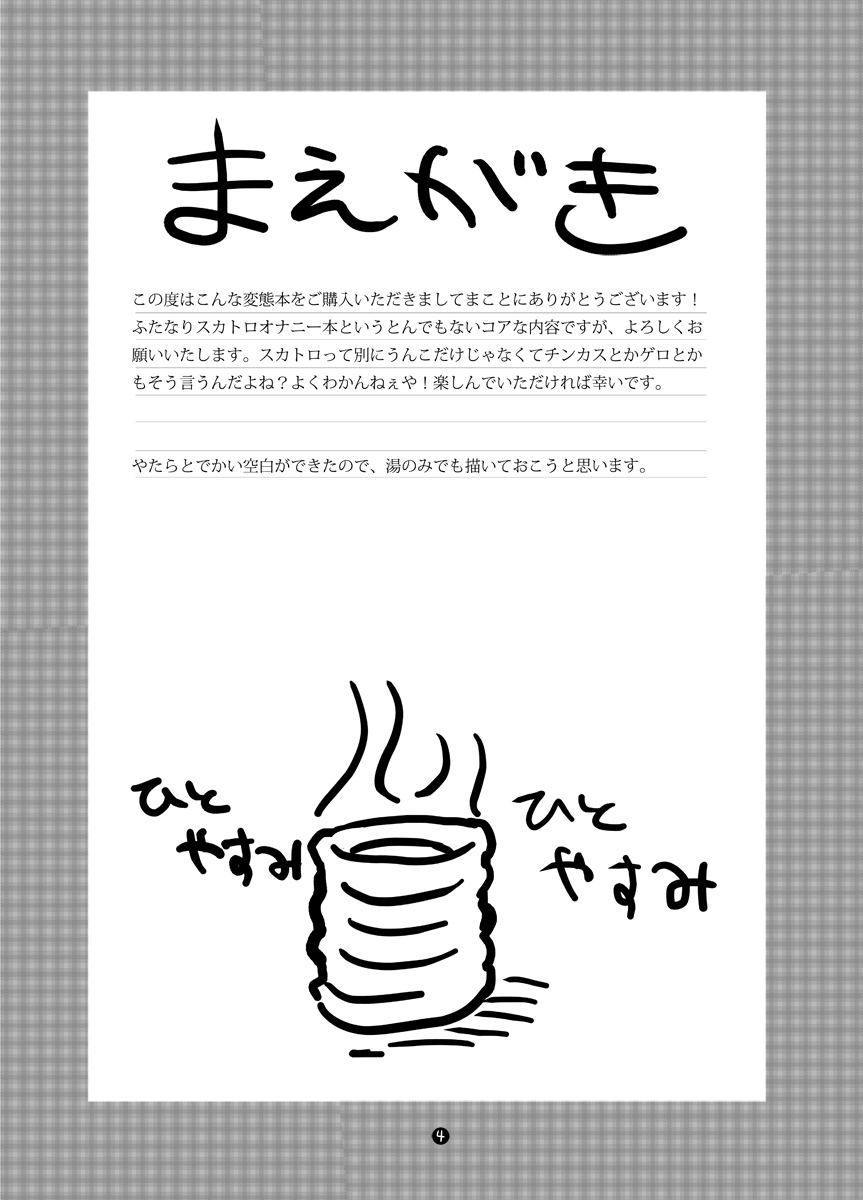 まえがき
この度はこんな変態本をご購入いただきましてまことにありがとうございます！
ふたなりスカトロオナニー本というとんでもないコアな内容ですが、よろしくお
願いいたします。スカトロって別にうんこだけじゃなくてチンカスとかゲロとか
もそう言うんだよね？よくわかんねぇや！楽しんでいただければ幸いです。
やたらとでかい空白ができたので、湯のみでも描いておこうと思います。
ひと
やすみ
ひと
やすみ
4